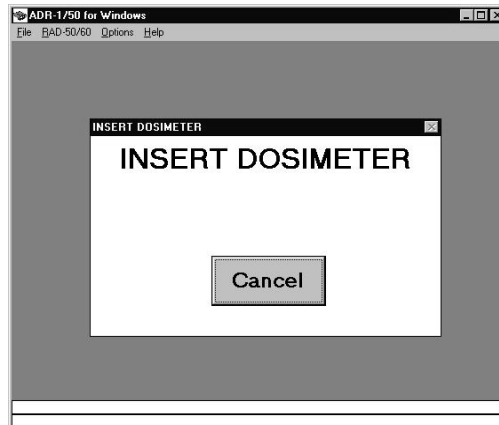 ADR-1/50 for Windows
File RAD-50/60 Options Help
INSERT DOSIMETER
INSERT DOSIMETER
Cancel